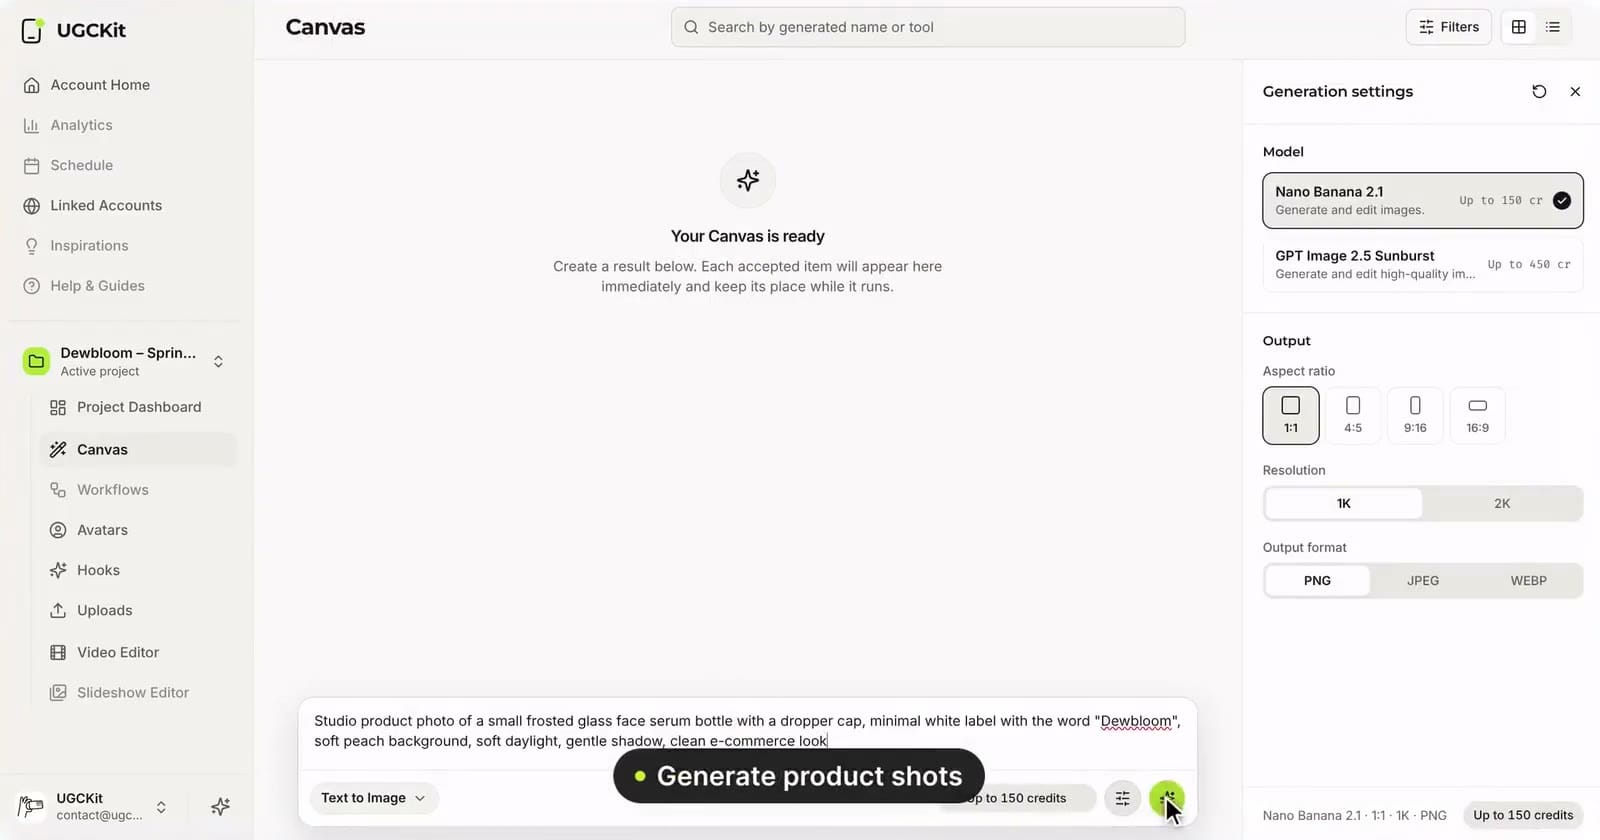 UGCKit
Canvas
Search by generated name or tool
Filters
Account Home
Analytics
Schedule
Linked Accounts
Inspirations
Help & Guides
Dewbloom – Sprin...
Active project
Project Dashboard
Canvas
Workflows
Avatars
Hooks
Uploads
Video Editor
Slideshow Editor
UGCKit
contact@ugc...
Your Canvas is ready
Create a result below. Each accepted item will appear here
immediately and keep its place while it runs.
Studio product photo of a small frosted glass face serum bottle with a dropper cap, minimal white label with the word "Dewbloom",
soft peach background, soft daylight, gentle shadow, clean e-commerce look
Generate product shots
Text to Image
to 150 credits
Generation settings
Model
Nano Banana 2.1
Generate and edit images.
Up to 150 cr
GPT Image 2.5 Sunburst
Generate and edit high-quality im...
Up to 450 cr
Output
Aspect ratio
1:1
4:5
9:16
16:9
Resolution
1K
2K
Output format
PNG
JPEG
WEBP
Nano Banana 2.1 · 1:1 · 1K · PNG
Up to 150 credits